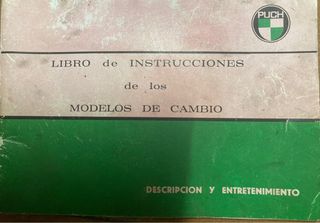 PUCH
LIBRO de INSTRUCCIONES
de los
MODELOS DE CAMBIO
DESCRIPCION Y ENTRETENIMIENTO